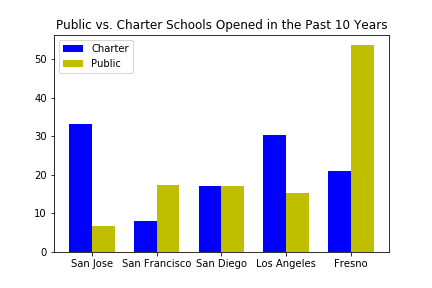 Public vs. Charter Schools Opened in the Past 10 Years
Charter
Public
50
40
30
20
10
0
San Jose San Francisco San Diego Los Angeles Fresno